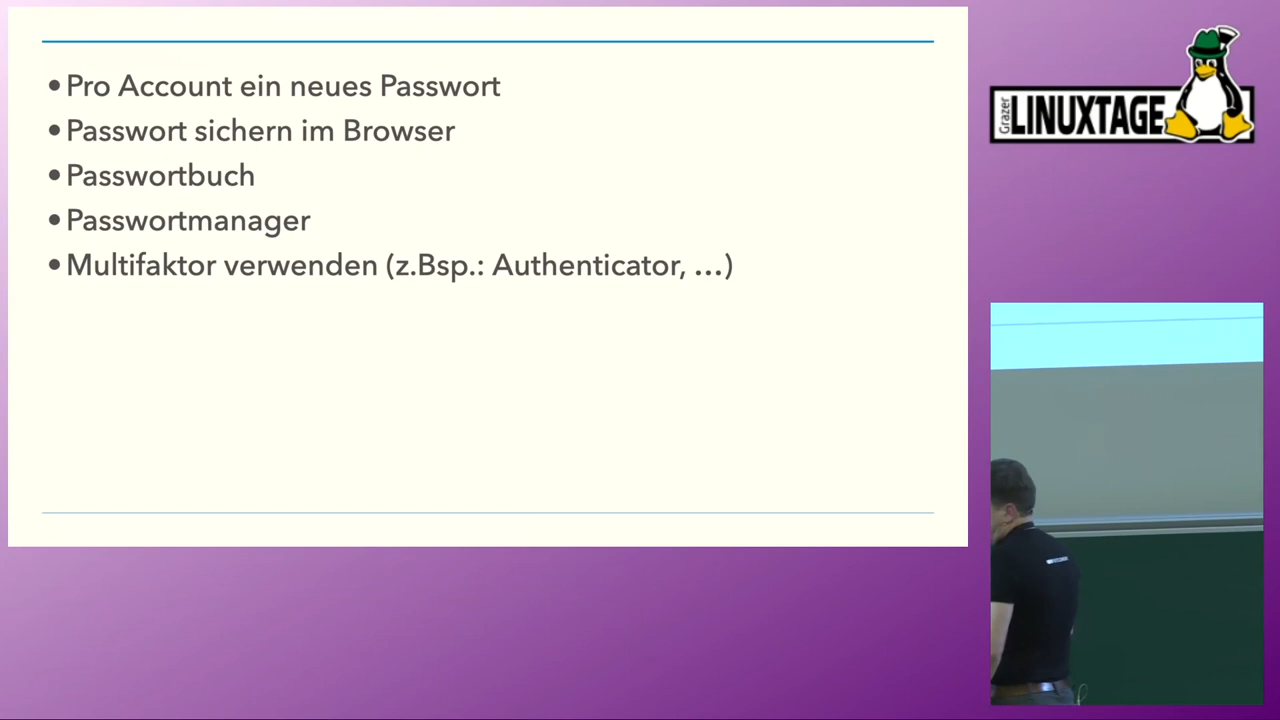 • Pro Account ein neues Passwort
• Passwort sichern im Browser
• Passwortbuch
• Passwortmanager
• Multifaktor verwenden (z.Bsp.: Authenticator, ...)
Grazer LINUXTAGE